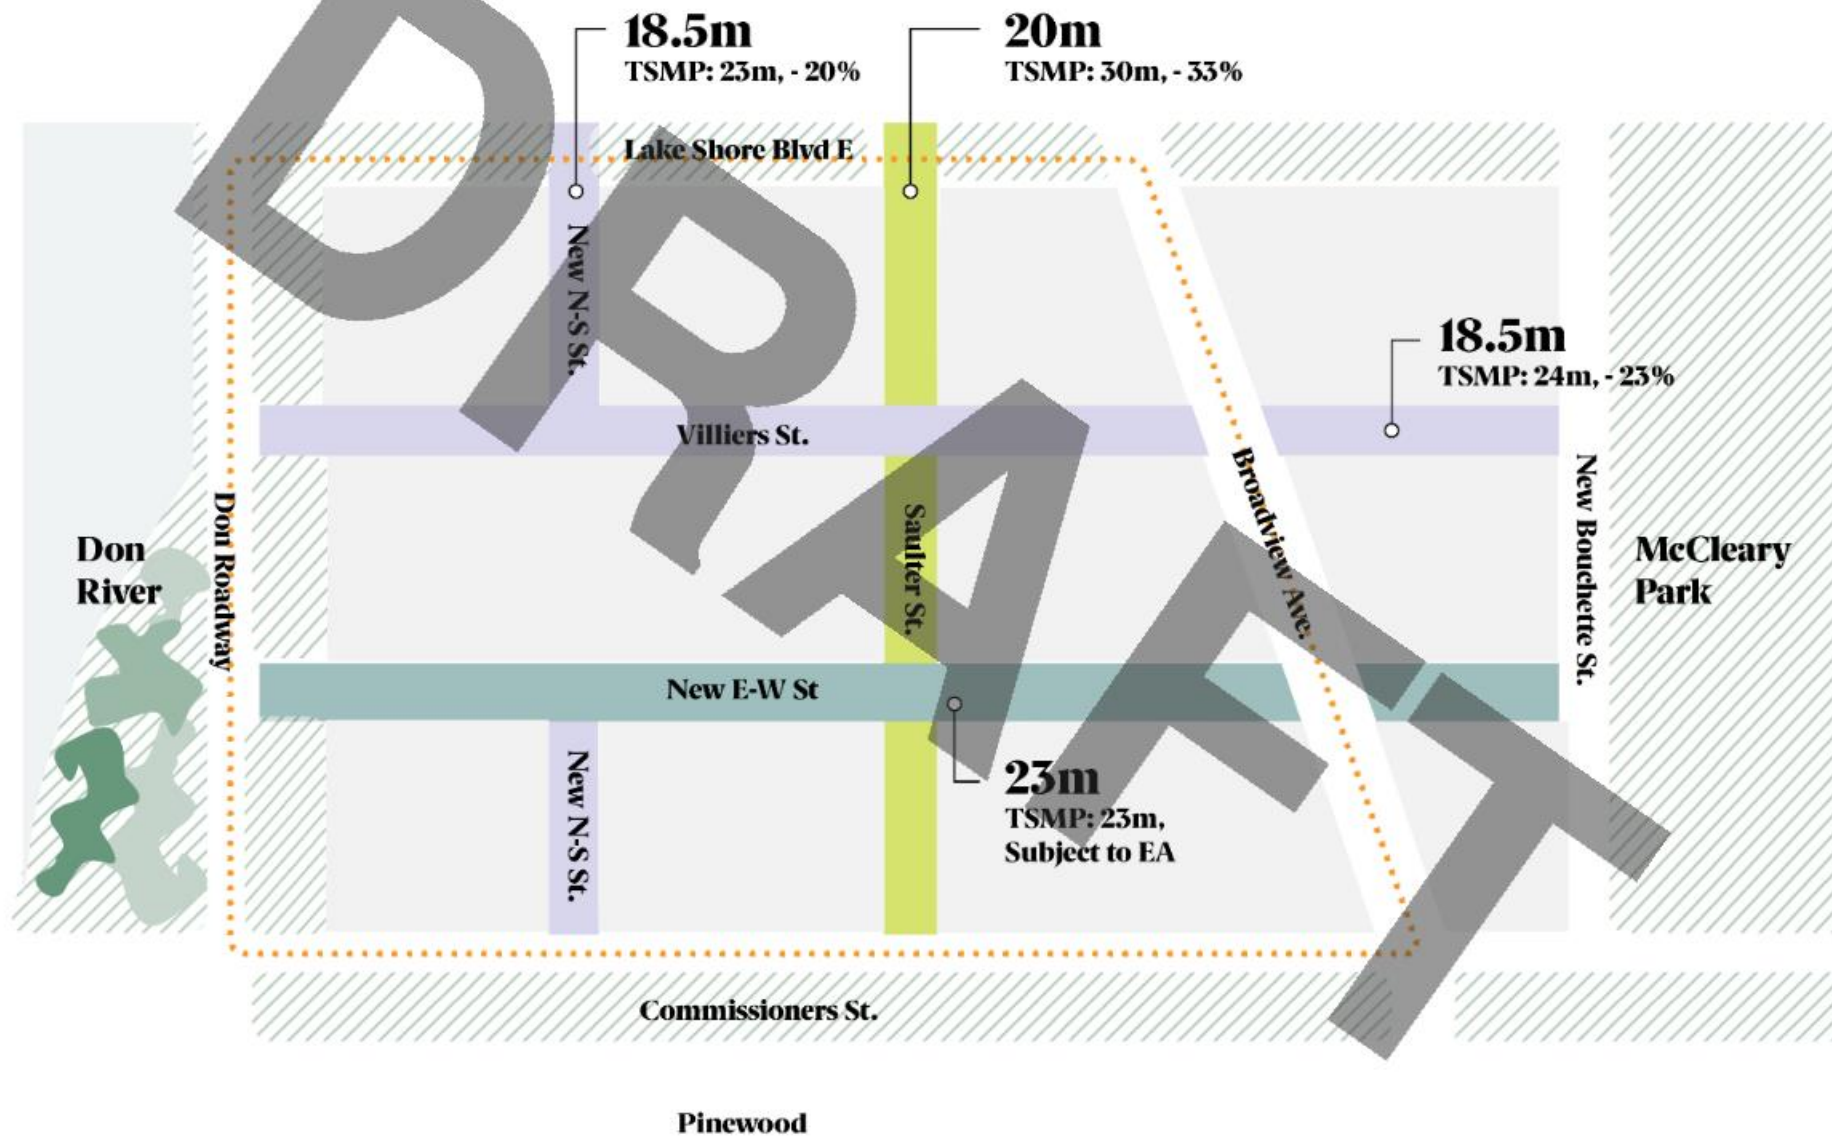 18.5m
TSMP: 23m, - 20%
20m
TSMP: 30m, - 33%
Lake Shore Blvd E
New N-S St.
18.5m
TSMP: 24m, - 23%
Villiers St.
Don
River
Don Roadway
Saulter St.
Broadview Ave.
New Bouchette St.
McCleary
Park
New E-W St
New N-S St.
23m
TSMP: 23m,
Subject to EA
Commissioners St.
Pinewood
DRAFT